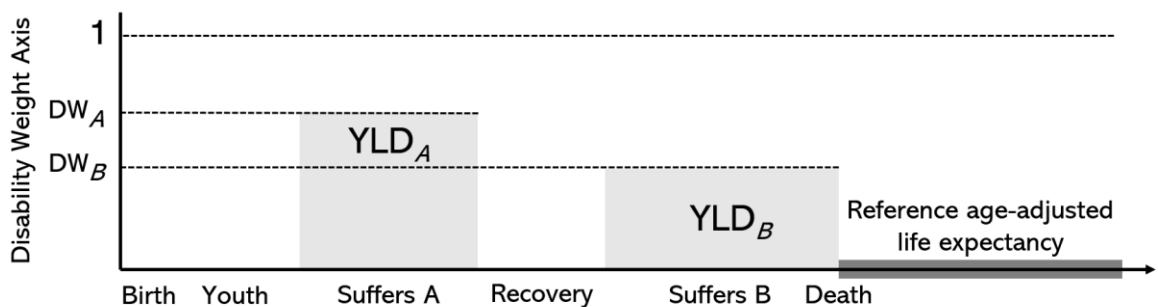 Disability Weight Axis
1
DW_A
DW_B
YLD_A
YLD_B
Reference age-adjusted
life expectancy
Birth Youth Suffers A Recovery Suffers B Death